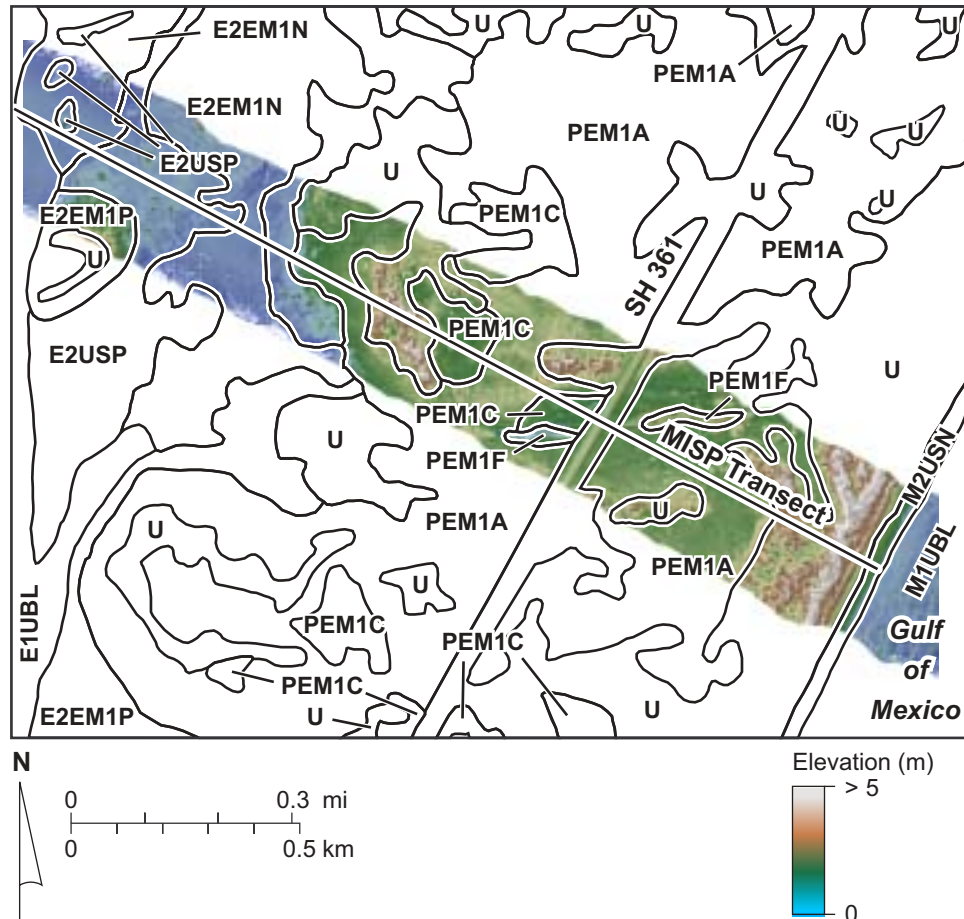 U
U
U
E2EM1N
PEM1A
E2EM1N
PEM1A
U
U
E2USP
U
U
U
E2EM1P
PEM1C
PEM1A
U
SH 361
E2USP
PEM1C
U
PEM1F
PEM1C
U
PEM1F
MISP Transect
M2USN
PEM1A
U
U
PEM1A
M1UBL
U
E1UBL
PEM1C
PEM1C
Gulf
of
Mexico
PEM1C
E2EM1P
U
U
N
0 0.3 mi
0 0.5 km
Elevation (m)
> 5
0